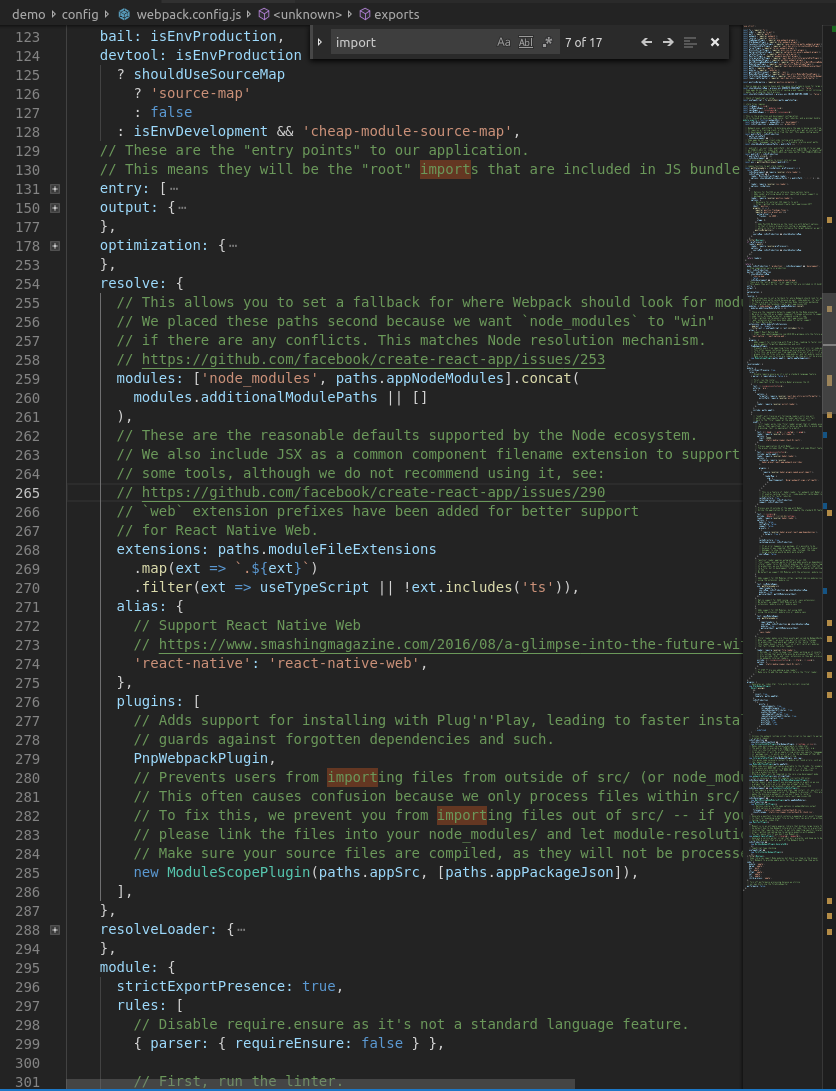 demo › config › webpack.config.js › <unknown> › exports
import Aa Abl .* 7 of 17
123 bail: isEnvProduction,
124 devtool: isEnvProduction
125 ? shouldUseSourceMap
126 ? 'source-map'
127 : false
128 : isEnvDevelopment && 'cheap-module-source-map',
129 // These are the "entry points" to our application.
130 // This means they will be the "root" imports that are included in JS bundle
131 entry: [⋯
150 output: {⋯
177 },
178 optimization: {⋯
253 },
254 resolve: {
255 // This allows you to set a fallback for where Webpack should look for modu
256 // We placed these paths second because we want `node_modules` to "win"
257 // if there are any conflicts. This matches Node resolution mechanism.
258 // https://github.com/facebook/create-react-app/issues/253
259 modules: ['node_modules', paths.appNodeModules].concat(
260 modules.additionalModulePaths || []
261 ),
262 // These are the reasonable defaults supported by the Node ecosystem.
263 // We also include JSX as a common component filename extension to support
264 // some tools, although we do not recommend using it, see:
265 // https://github.com/facebook/create-react-app/issues/290
266 // `web` extension prefixes have been added for better support
267 // for React Native Web.
268 extensions: paths.moduleFileExtensions
269 .map(ext => `.${ext}`)
270 .filter(ext => useTypeScript || !ext.includes('ts')),
271 alias: {
272 // Support React Native Web
273 // https://www.smashingmagazine.com/2016/08/a-glimpse-into-the-future-wit
274 'react-native': 'react-native-web',
275 },
276 plugins: [
277 // Adds support for installing with Plug'n'Play, leading to faster insta
278 // guards against forgotten dependencies and such.
279 PnpWebpackPlugin,
280 // Prevents users from importing files from outside of src/ (or node_modu
281 // This often causes confusion because we only process files within src/
282 // To fix this, we prevent you from importing files out of src/ -- if you
283 // please link the files into your node_modules/ and let module-resolutio
284 // Make sure your source files are compiled, as they will not be processe
285 new ModuleScopePlugin(paths.appSrc, [paths.appPackageJson]),
286 ],
287 },
288 resolveLoader: {⋯
294 },
295 module: {
296 strictExportPresence: true,
297 rules: [
298 // Disable require.ensure as it's not a standard language feature.
299 { parser: { requireEnsure: false } },
300
301 // First, run the linter.